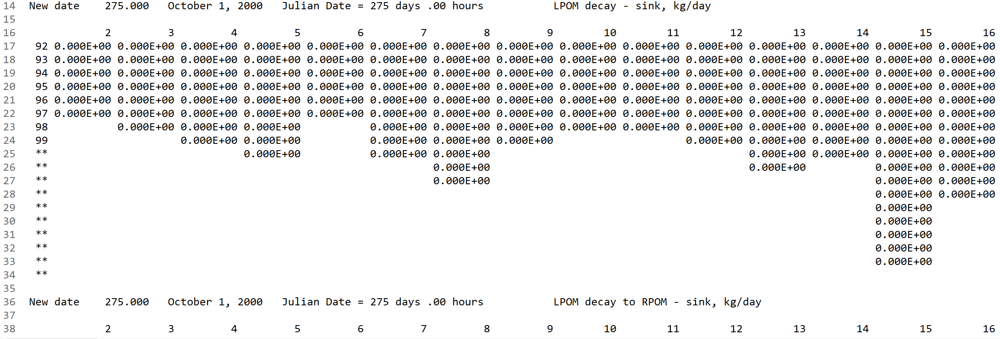 14  New date    275.000   October 1, 2000   Julian Date = 275 days .00 hours           LPOM decay - sink, kg/day
15
16              2         3         4         5         6         7         8         9        10        11        12        13        14        15        16
17   92 0.000E+00 0.000E+00 0.000E+00 0.000E+00 0.000E+00 0.000E+00 0.000E+00 0.000E+00 0.000E+00 0.000E+00 0.000E+00 0.000E+00 0.000E+00 0.000E+00 0.000E+00
18   93 0.000E+00 0.000E+00 0.000E+00 0.000E+00 0.000E+00 0.000E+00 0.000E+00 0.000E+00 0.000E+00 0.000E+00 0.000E+00 0.000E+00 0.000E+00 0.000E+00 0.000E+00
19   94 0.000E+00 0.000E+00 0.000E+00 0.000E+00 0.000E+00 0.000E+00 0.000E+00 0.000E+00 0.000E+00 0.000E+00 0.000E+00 0.000E+00 0.000E+00 0.000E+00 0.000E+00
20   95 0.000E+00 0.000E+00 0.000E+00 0.000E+00 0.000E+00 0.000E+00 0.000E+00 0.000E+00 0.000E+00 0.000E+00 0.000E+00 0.000E+00 0.000E+00 0.000E+00 0.000E+00
21   96 0.000E+00 0.000E+00 0.000E+00 0.000E+00 0.000E+00 0.000E+00 0.000E+00 0.000E+00 0.000E+00 0.000E+00 0.000E+00 0.000E+00 0.000E+00 0.000E+00 0.000E+00
22   97 0.000E+00 0.000E+00 0.000E+00 0.000E+00 0.000E+00 0.000E+00 0.000E+00 0.000E+00 0.000E+00 0.000E+00 0.000E+00 0.000E+00 0.000E+00 0.000E+00 0.000E+00
23   98           0.000E+00 0.000E+00 0.000E+00           0.000E+00 0.000E+00 0.000E+00 0.000E+00 0.000E+00 0.000E+00 0.000E+00 0.000E+00 0.000E+00 0.000E+00
24   99                     0.000E+00 0.000E+00           0.000E+00 0.000E+00 0.000E+00                     0.000E+00 0.000E+00 0.000E+00 0.000E+00 0.000E+00
25   **                               0.000E+00           0.000E+00 0.000E+00                                         0.000E+00 0.000E+00 0.000E+00 0.000E+00
26   **                                                             0.000E+00                                         0.000E+00           0.000E+00 0.000E+00
27   **                                                             0.000E+00                                                             0.000E+00 0.000E+00
28   **                                                                                                                                   0.000E+00 0.000E+00
29   **                                                                                                                                   0.000E+00
30   **                                                                                                                                   0.000E+00
31   **                                                                                                                                   0.000E+00
32   **                                                                                                                                   0.000E+00
33   **                                                                                                                                   0.000E+00
34   **
35
36  New date    275.000   October 1, 2000   Julian Date = 275 days .00 hours           LPOM decay to RPOM - sink, kg/day
37
38              2         3         4         5         6         7         8         9        10        11        12        13        14        15        16